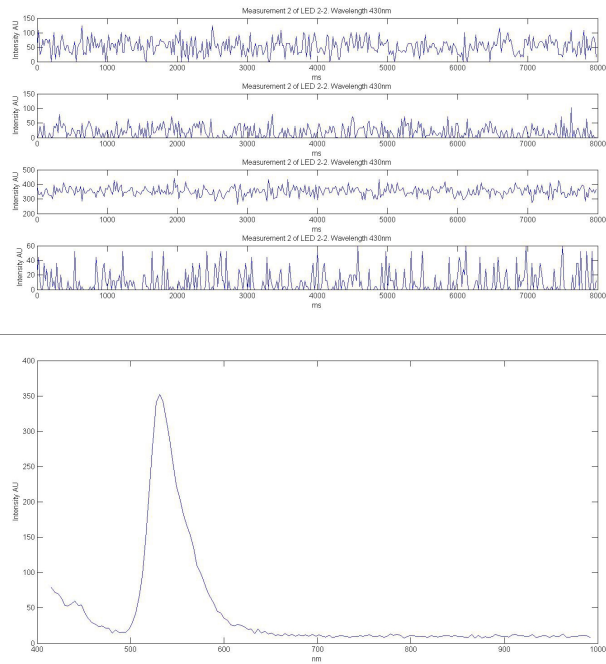 Measurement 2 of LED 2-2. Wavelength 430nm
150
100
50
0
Intensity AU
0 1000 2000 3000 4000 5000 6000 7000 8000
ms
Measurement 2 of LED 2-2. Wavelength 430nm
150
100
50
0
Intensity AU
0 1000 2000 3000 4000 5000 6000 7000 8000
ms
Measurement 2 of LED 2-2. Wavelength 430nm
500
400
300
200
Intensity AU
0 1000 2000 3000 4000 5000 6000 7000 8000
ms
Measurement 2 of LED 2-2. Wavelength 430nm
60
40
20
0
Intensity AU
0 1000 2000 3000 4000 5000 6000 7000 8000
ms
400
350
300
250
200
150
100
50
0
Intensity AU
400 500 600 700 800 900 1000
nm